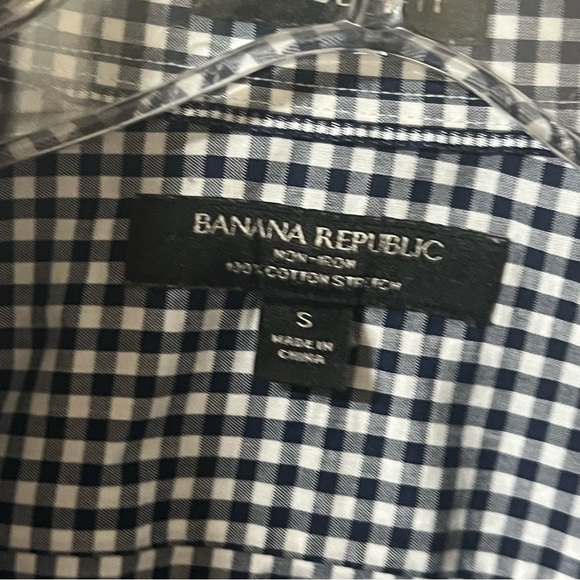 BANANA REPUBLIC
NON-IRON
100% COTTON STRETCH
S
MADE IN
CHINA